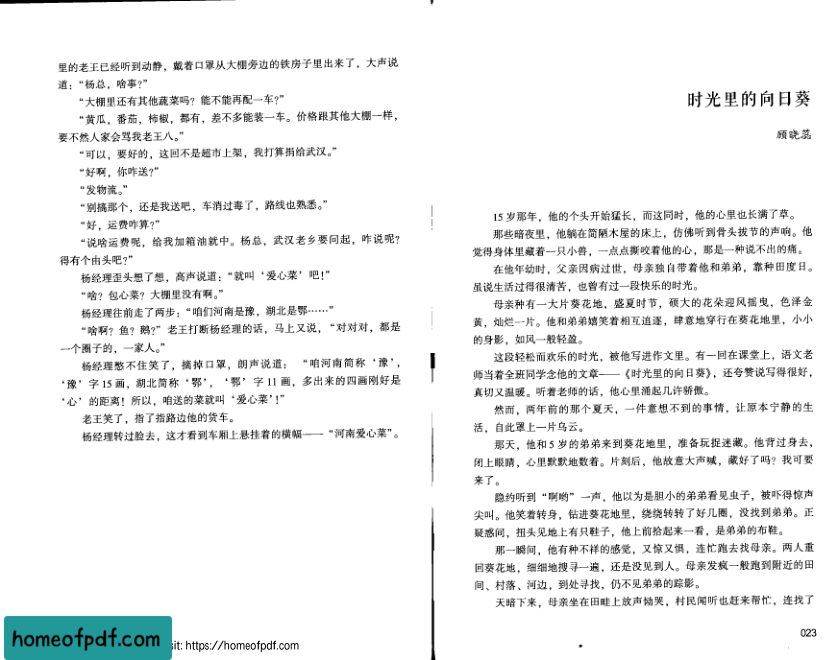 里的老王已经听到动静，戴着口罩从大棚旁边的铁房子里出来了，大声说
道：“杨总，啥事？”
“大棚里还有其他蔬菜吗？能不能再配一车？”
“黄瓜，番茄，柿椒，都有，差不多能装一车。价格跟其他大棚一样，
要不然人家会骂我老王八。”
“可以，要好的，这回不是超市上架，我打算捐给武汉。”
“好啊，你咋送？”
“发物流。”
“别搞那个，还是我送吧，车消过毒了，路线也熟悉。”
“好，运费咋算？”
“说啥运费呢，给我加箱油就中。杨总，武汉老乡要问起，咋说呢？
得有个由头吧？”
杨经理歪头想了想，高声说道：“就叫‘爱心菜’吧！”
“啥？包心菜？大棚里没有啊。”
杨经理往前走了两步：“咱们河南是豫，湖北是鄂……”
“啥啊？鱼？鹅？”老王打断杨经理的话，马上又说，“对对对，都是
一个圈子的，一家人。”
杨经理憋不住笑了，摘掉口罩，朗声说道：“咱河南简称‘豫’，
‘豫’字15画，湖北简称‘鄂’，‘鄂’字11画，多出来的四画刚好是
‘心’的距离！所以，咱送的菜就叫‘爱心菜’！”
老王笑了，指了指路边他的货车。
杨经理转过脸去，这才看到车厢上悬挂着的横幅——“河南爱心菜”。
时光里的向日葵
顾晓蕊
15岁那年，他的个头开始猛长，而这同时，他的心里也长满了草。
那些暗夜里，他躺在简陋木屋的床上，仿佛听到骨头拔节的声响。他
觉得身体里藏着一只小兽，一点点撕咬着他的心，那是一种说不出的痛。
在他年幼时，父亲因病过世，母亲独自带着他和弟弟，靠种田度日。
虽说生活过得很清苦，也曾有过一段快乐的时光。
母亲种有一大片葵花地，盛夏时节，硕大的花朵迎风摇曳，色泽金
黄，灿烂一片。他和弟弟嬉笑着相互追逐，肆意地穿行在葵花地里，小小
的身影，如风一般轻盈。
这段轻松而欢乐的时光，被他写进作文里。有一回在课堂上，语文老
师当着全班同学念他的文章——《时光里的向日葵》，还夸赞说写得很好，
真切又温暖。听着老师的话，他心里涌起几许骄傲。
然而，两年前的那个夏天，一件意想不到的事情，让原本宁静的生
活，自此罩上一片乌云。
那天，他和5岁的弟弟来到葵花地里，准备玩捉迷藏。他背过身去，
闭上眼睛，心里默默地数着。片刻后，他故意大声喊，藏好了吗？我可要
来了。
隐约听到“啊哟”一声，他以为是胆小的弟弟看见虫子，被吓得惊声
尖叫。他笑着转身，钻进葵花地里，绕绕转转了好几圈，没找到弟弟。正
疑惑间，扭头见地上有只鞋子，他上前拾起来一看，是弟弟的布鞋。
那一瞬间，他有种不祥的感觉，又惊又惧，连忙跑去找母亲。两人重
回葵花地，细细地搜寻一遍，还是没见到人。母亲发疯一般跑到附近的田
间、村落、河边，到处寻找，仍不见弟弟的踪影。
天暗下来，母亲坐在田畦上放声恸哭，村民闻听也赶来帮忙，连找了
023
homeofpdf.com
sit: https://homeofpdf.com